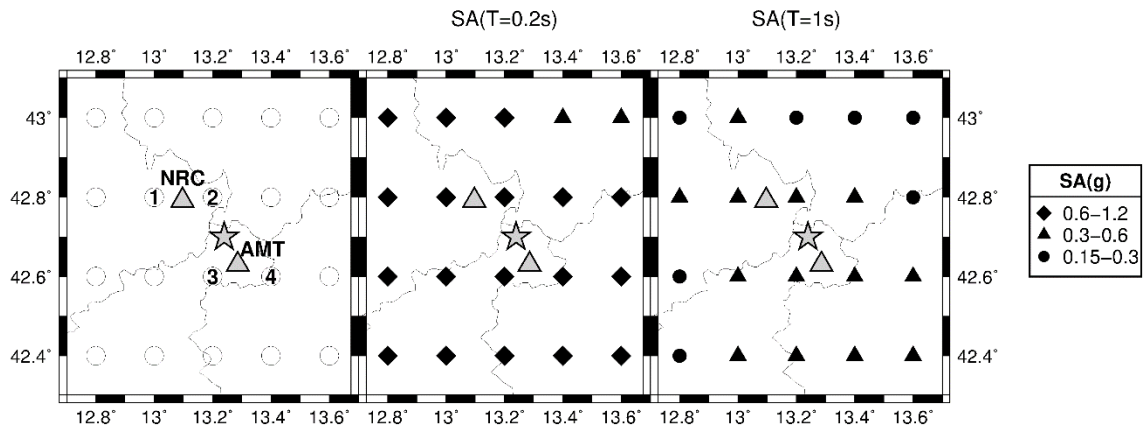 SA(T=0.2s) SA(T=1s)
12.8° 13° 13.2° 13.4° 13.6° 12.8° 13° 13.2° 13.4° 13.6° 12.8° 13° 13.2° 13.4° 13.6°
43° 43°
NRC
42.8° 1 2 42.8°
AMT
42.6° 3 4 42.6°
42.4° 42.4°
12.8° 13° 13.2° 13.4° 13.6° 12.8° 13° 13.2° 13.4° 13.6° 12.8° 13° 13.2° 13.4° 13.6°
SA(g)
0.6−1.2
0.3−0.6
0.15−0.3